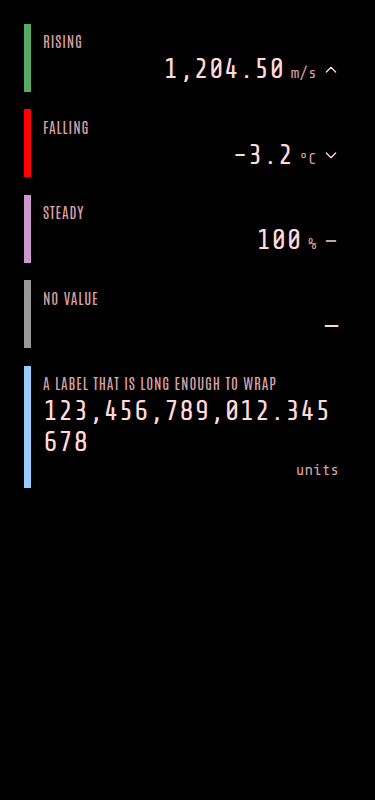 RISING
1,204.50 m/s
FALLING
−3.2 °C
STEADY
100 % —
NO VALUE
—
A LABEL THAT IS LONG ENOUGH TO WRAP
123,456,789,012.345
678
units